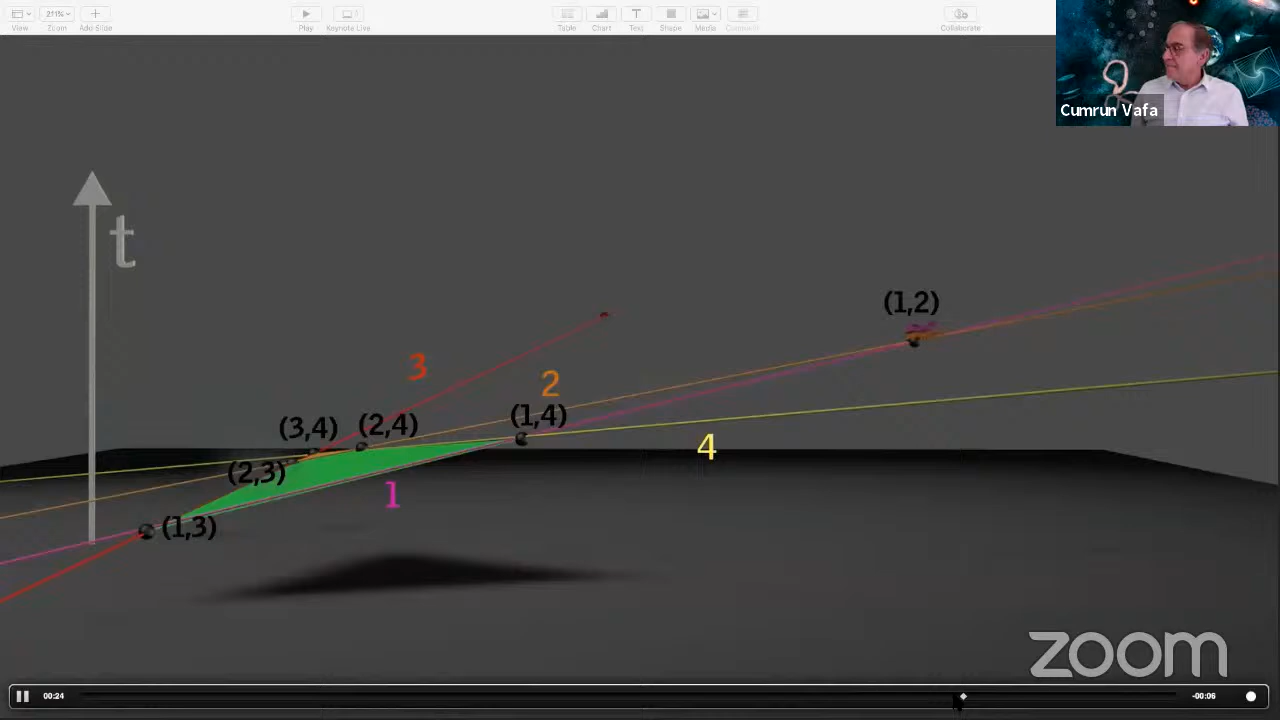 211%
View
Zoom
Add Slide
Play
Keynote Live
Table
Chart
Text
Shape
Media
Comment
Collaborate
Cumrun Vafa
t
(1,2)
3
2
(1,4)
(3,4)
(2,4)
4
(2,3)
1
(1,3)
zoom
00:24
-00:06